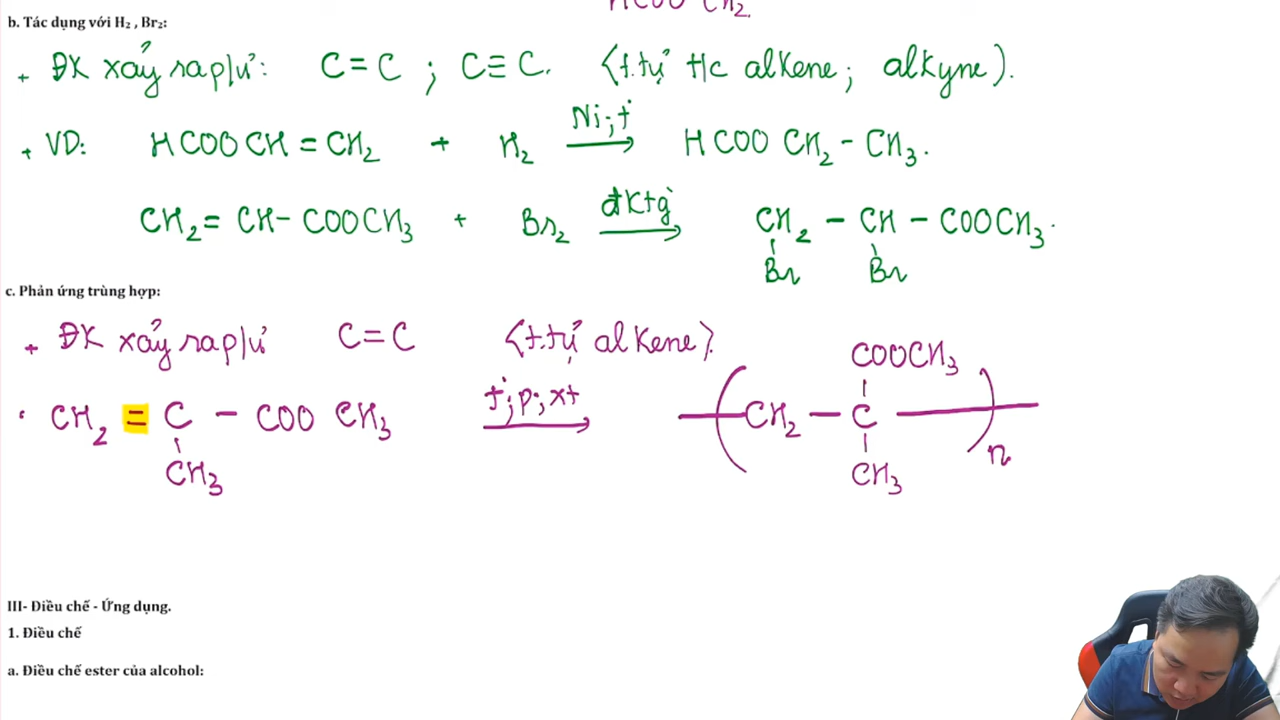 HCOO CH₂
b. Tác dụng với H₂ , Br₂:
+ ĐK xảy ra p/ư: C=C ; C≡C. (t.tự t/c alkene; alkyne).
+ VD: HCOOCH=CH₂ + H₂ Ni;t° → HCOO CH₂-CH₃.
CH₂=CH-COOCH₃ + Br₂ đktg → CH₂-CH-COOCH₃.
Br Br
c. Phản ứng trùng hợp:
+ ĐK xảy ra p/ư C=C (t.tự alkene).
COOCH₃
CH₂=C-COO CH₃ t°;p;xt → (CH₂-C)n
CH₃ CH₃
III- Điều chế - Ứng dụng.
1. Điều chế
a. Điều chế ester của alcohol: